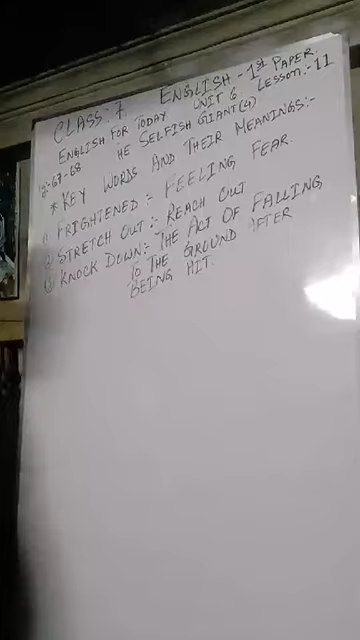 CLASS:- 7 ENGLISH - 1ST PAPER.
ENGLISH FOR TODAY UNIT 6 Lesson:- 11
P:-67-68 HE SELFISH GIANT(4)
* KEY WORDS AND THEIR MEANINGS:-
1) FRIGHTENED:- FEELING FEAR.
2) STRETCH OUT:- REACH OUT
3) KNOCK DOWN:- THE ACT OF FALLING
TO THE GROUND AFTER
BEING HIT.